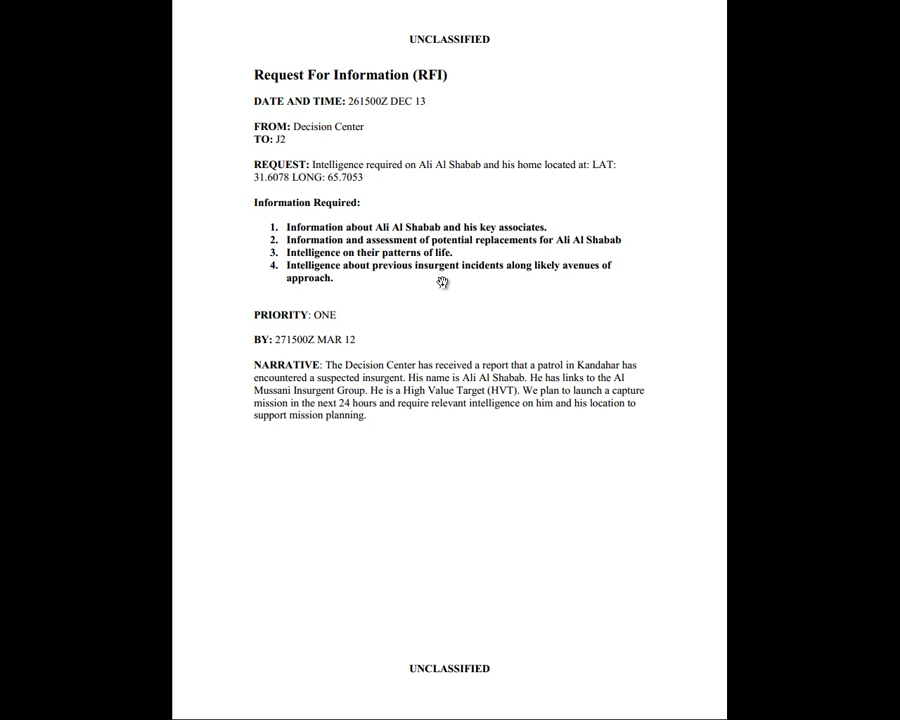 UNCLASSIFIED
Request For Information (RFI)
DATE AND TIME: 261500Z DEC 13
FROM: Decision Center
TO: J2
REQUEST: Intelligence required on Ali Al Shabab and his home located at: LAT:
31.6078 LONG: 65.7053
Information Required:
1. Information about Ali Al Shabab and his key associates.
2. Information and assessment of potential replacements for Ali Al Shabab
3. Intelligence on their patterns of life.
4. Intelligence about previous insurgent incidents along likely avenues of
approach.
PRIORITY: ONE
BY: 271500Z MAR 12
NARRATIVE: The Decision Center has received a report that a patrol in Kandahar has
encountered a suspected insurgent. His name is Ali Al Shabab. He has links to the Al
Mussani Insurgent Group. He is a High Value Target (HVT). We plan to launch a capture
mission in the next 24 hours and require relevant intelligence on him and his location to
support mission planning.
UNCLASSIFIED